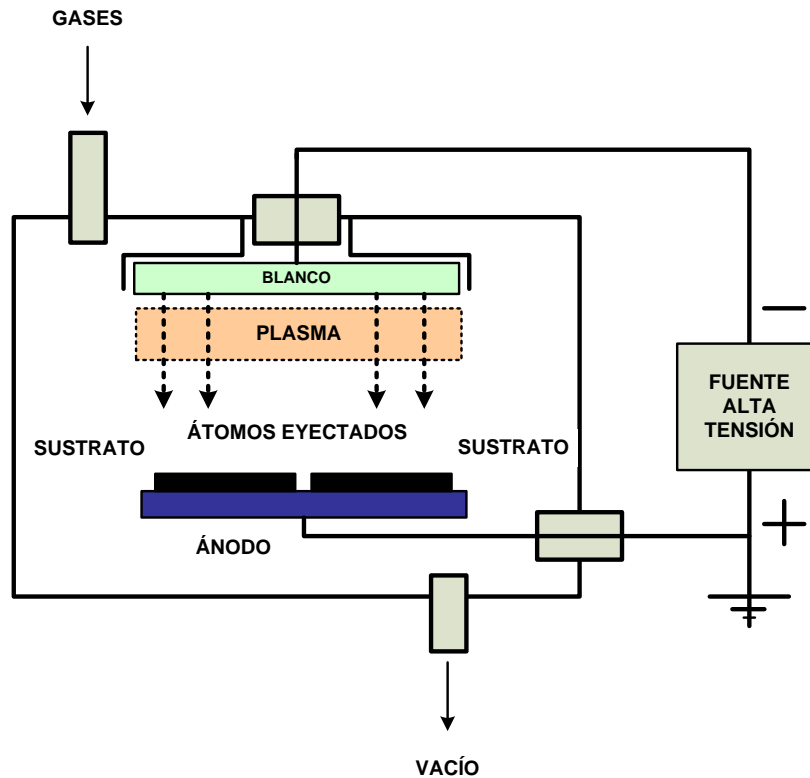 GASES
BLANCO
PLASMA
ÁTOMOS EYECTADOS
SUSTRATO
SUSTRATO
ÁNODO
VACÍO
FUENTE
ALTA
TENSIÓN